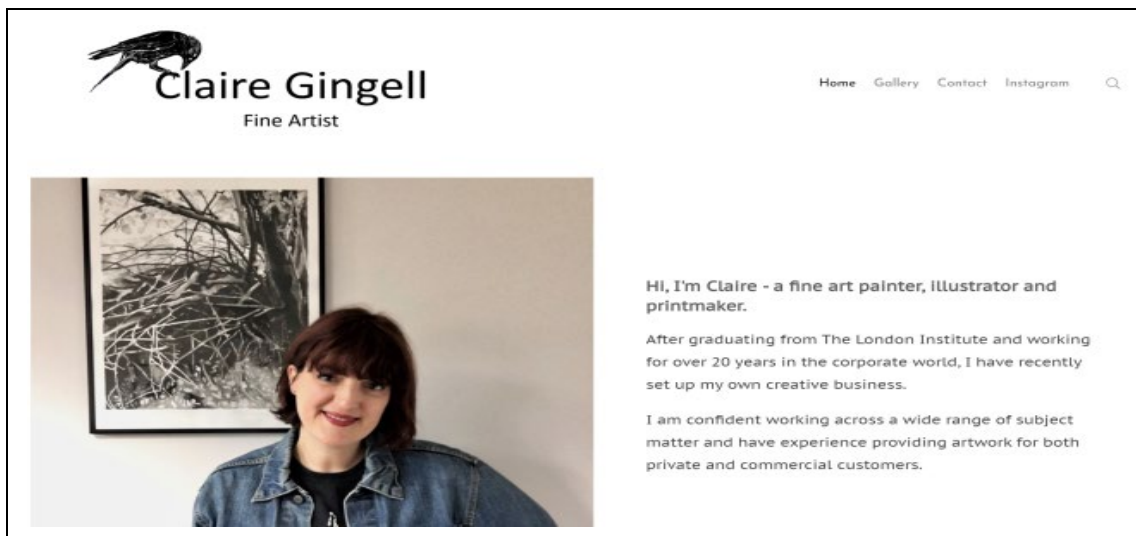 Claire Gingell
Fine Artist
Home Gallery Contact Instagram
Hi, I'm Claire - a fine art painter, illustrator and
printmaker.
After graduating from The London Institute and working
for over 20 years in the corporate world, I have recently
set up my own creative business.
I am confident working across a wide range of subject
matter and have experience providing artwork for both
private and commercial customers.